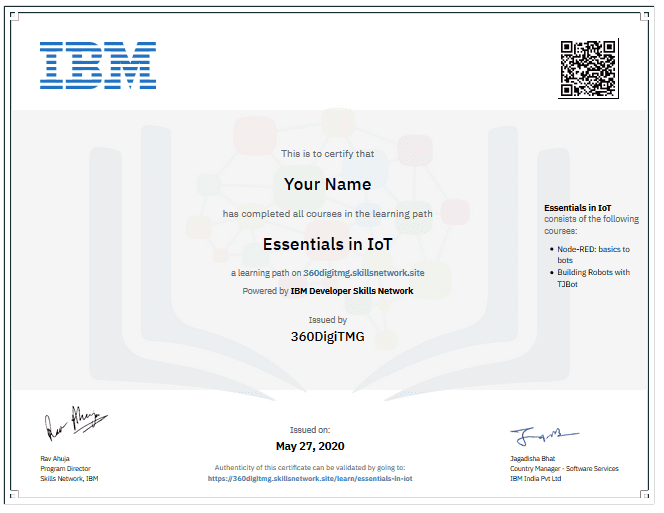 IBM
This is to certify that
Your Name
has completed all courses in the learning path
Essentials in IoT
a learning path on 360digitmg.skillsnetwork.site
Powered by IBM Developer Skills Network
Issued by
360DigiTMG
Essentials in IoT
consists of the following
courses:
Node-RED: basics to
bots
Building Robots with
TJBot
Rav Ahuja
Program Director
Skills Network, IBM
Issued on:
May 27, 2020
Authenticity of this certificate can be validated by going to:
https://360digitmg.skillsnetwork.site/learn/essentials-in-iot
Jagadisha Bhat
Country Manager - Software Services
IBM India Pvt Ltd